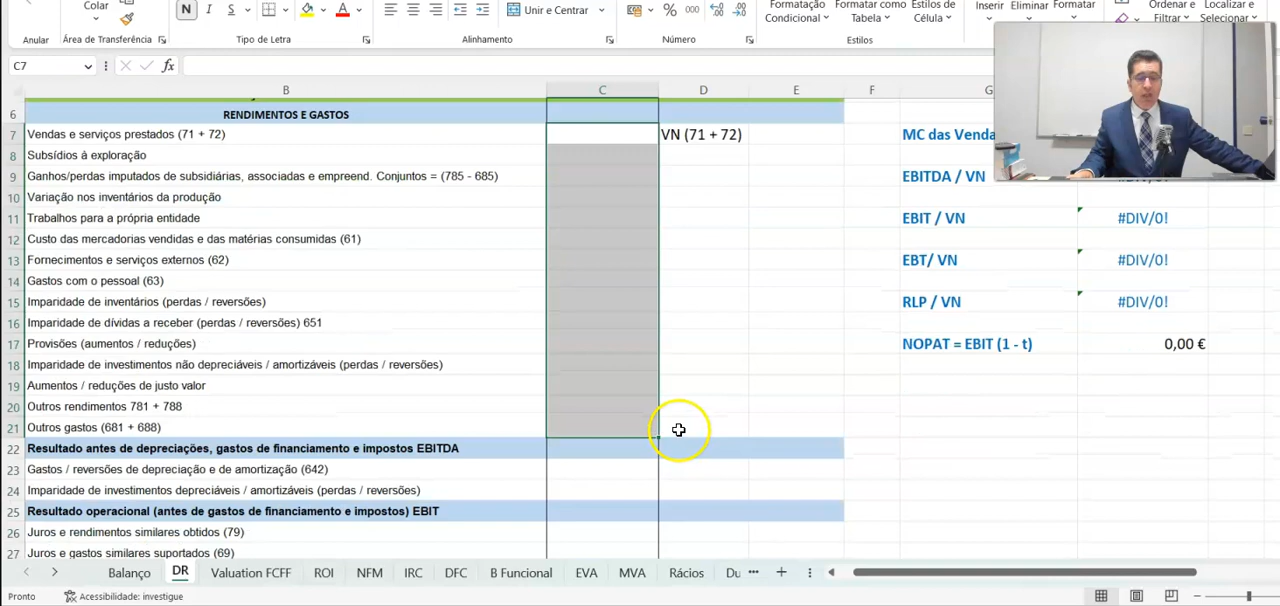 Colar
N I S
Unir e Centrar
% 000
Formatação Condicional
Formatar como Tabela
Estilos de Célula
Inserir Eliminar Formatar
Ordenar e Filtrar
Localizar e Selecionar
Anular Área de Transferência Tipo de Letra Alinhamento Número Estilos
C7 fx
B C D E F G
6 RENDIMENTOS E GASTOS
7 Vendas e serviços prestados (71 + 72) VN (71 + 72) MC das Venda
8 Subsídios á exploração
9 Ganhos/perdas imputados de subsidiárias, associadas e empreend. Conjuntos = (785 - 685) EBITDA / VN
10 Variação nos inventários da produção
11 Trabalhos para a própria entidade EBIT / VN #DIV/0!
12 Custo das mercadorias vendidas e das matérias consumidas (61)
13 Fornecimentos e serviços externos (62) EBT/ VN #DIV/0!
14 Gastos com o pessoal (63)
15 Imparidade de inventários (perdas / reversões) RLP / VN #DIV/0!
16 Imparidade de dívidas a receber (perdas / reversões) 651
17 Provisões (aumentos / reduções) NOPAT = EBIT (1 - t) 0,00 €
18 Imparidade de investimentos não depreciáveis / amortizáveis (perdas / reversões)
19 Aumentos / reduções de justo valor
20 Outros rendimentos 781 + 788
21 Outros gastos (681 + 688)
22 Resultado antes de depreciações, gastos de financiamento e impostos EBITDA
23 Gastos / reversões de depreciação e de amortização (642)
24 Imparidade de investimentos depreciáveis / amortizáveis (perdas / reversões)
25 Resultado operacional (antes de gastos de financiamento e impostos) EBIT
26 Juros e rendimentos similares obtidos (79)
27 Juros e gastos similares suportados (69)
Balanço DR Valuation FCFF ROI NFM IRC DFC B Funcional EVA MVA Rácios Du ...
Pronto Acessibilidade: investigue